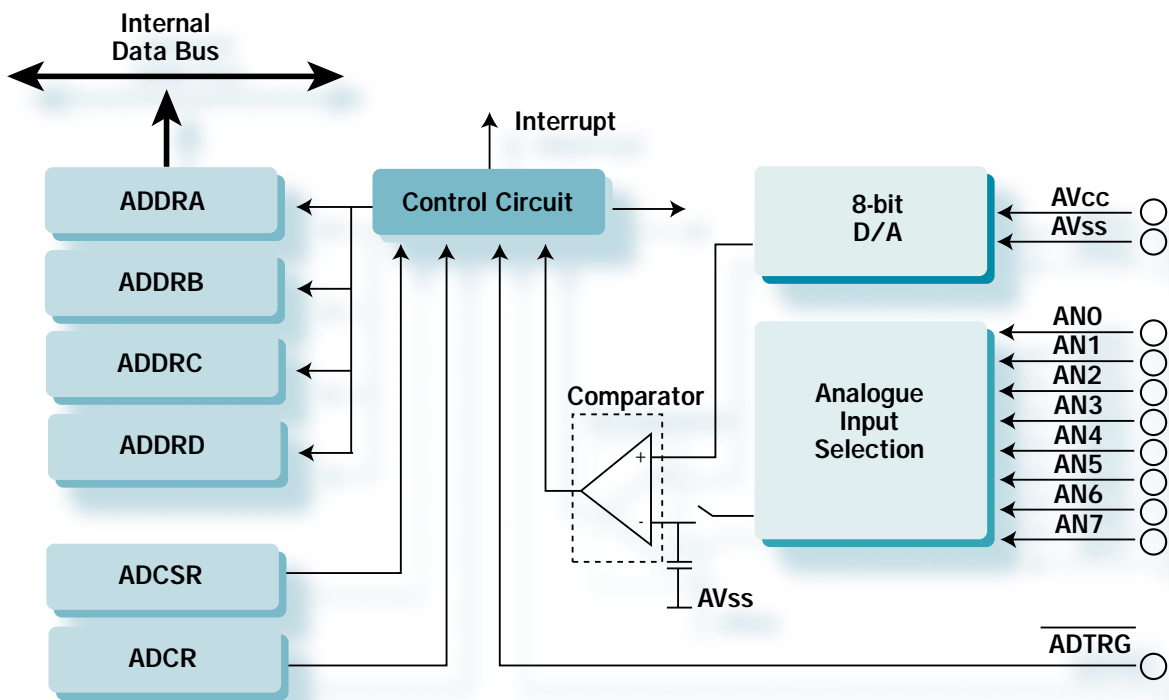 Internal
Data Bus
Interrupt
ADDRA
Control Circuit
8-bit
D/A
AVcc
AVss
ADDRB
ADDRC
ADDRD
Comparator
+
-
AVss
Analogue
Input
Selection
AN0
AN1
AN2
AN3
AN4
AN5
AN6
AN7
ADCSR
ADCR
ADTRG